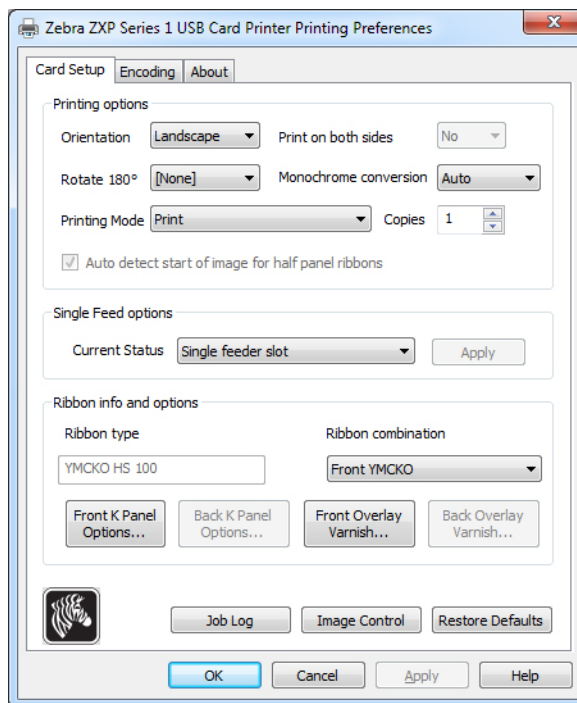 Zebra ZXP Series 1 USB Card Printer Printing Preferences
Card Setup Encoding About
Printing options
Orientation Landscape Print on both sides No
Rotate 180° [None] Monochrome conversion Auto
Printing Mode Print Copies 1
Auto detect start of image for half panel ribbons
Single Feed options
Current Status Single feeder slot Apply
Ribbon info and options
Ribbon type Ribbon combination
YMCKO HS 100 Front YMCKO
Front K Panel Options... Back K Panel Options... Front Overlay Varnish... Back Overlay Varnish...
Job Log Image Control Restore Defaults
OK Cancel Apply Help